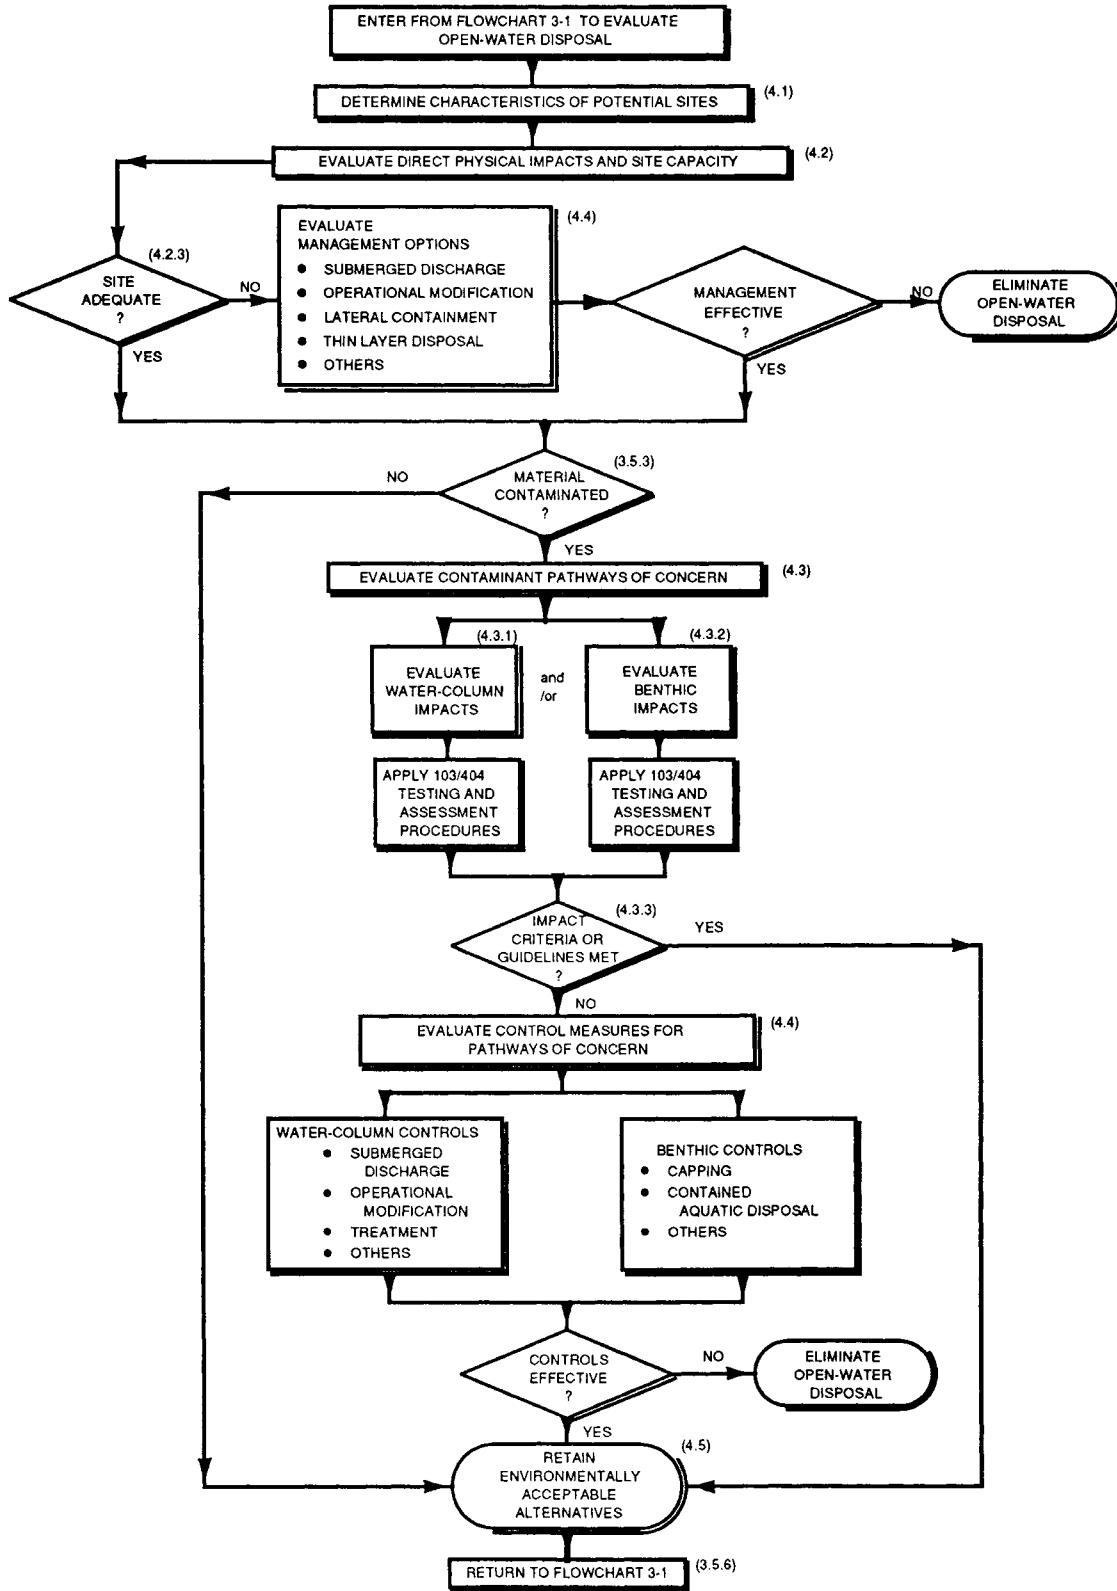 ENTER FROM FLOWCHART 3-1 TO EVALUATE
OPEN-WATER DISPOSAL
DETERMINE CHARACTERISTICS OF POTENTIAL SITES
(4.1)
EVALUATE DIRECT PHYSICAL IMPACTS AND SITE CAPACITY
(4.2)
(4.2.3)
SITE
ADEQUATE
?
NO
YES
(4.4)
EVALUATE
MANAGEMENT OPTIONS
● SUBMERGED DISCHARGE
● OPERATIONAL MODIFICATION
● LATERAL CONTAINMENT
● THIN LAYER DISPOSAL
● OTHERS
MANAGEMENT
EFFECTIVE
?
NO
YES
ELIMINATE
OPEN-WATER
DISPOSAL
(3.5.3)
MATERIAL
CONTAMINATED
?
NO
YES
EVALUATE CONTAMINANT PATHWAYS OF CONCERN
(4.3)
(4.3.1)
EVALUATE
WATER-COLUMN
IMPACTS
and
/or
(4.3.2)
EVALUATE
BENTHIC
IMPACTS
APPLY 103/404
TESTING AND
ASSESSMENT
PROCEDURES
APPLY 103/404
TESTING AND
ASSESSMENT
PROCEDURES
(4.3.3)
IMPACT
CRITERIA OR
GUIDELINES MET
?
YES
NO
EVALUATE CONTROL MEASURES FOR
PATHWAYS OF CONCERN
(4.4)
WATER-COLUMN CONTROLS
● SUBMERGED
DISCHARGE
● OPERATIONAL
MODIFICATION
● TREATMENT
● OTHERS
BENTHIC CONTROLS
● CAPPING
● CONTAINED
AQUATIC DISPOSAL
● OTHERS
CONTROLS
EFFECTIVE
?
NO
YES
ELIMINATE
OPEN-WATER
DISPOSAL
(4.5)
RETAIN
ENVIRONMENTALLY
ACCEPTABLE
ALTERNATIVES
RETURN TO FLOWCHART 3-1
(3.5.6)